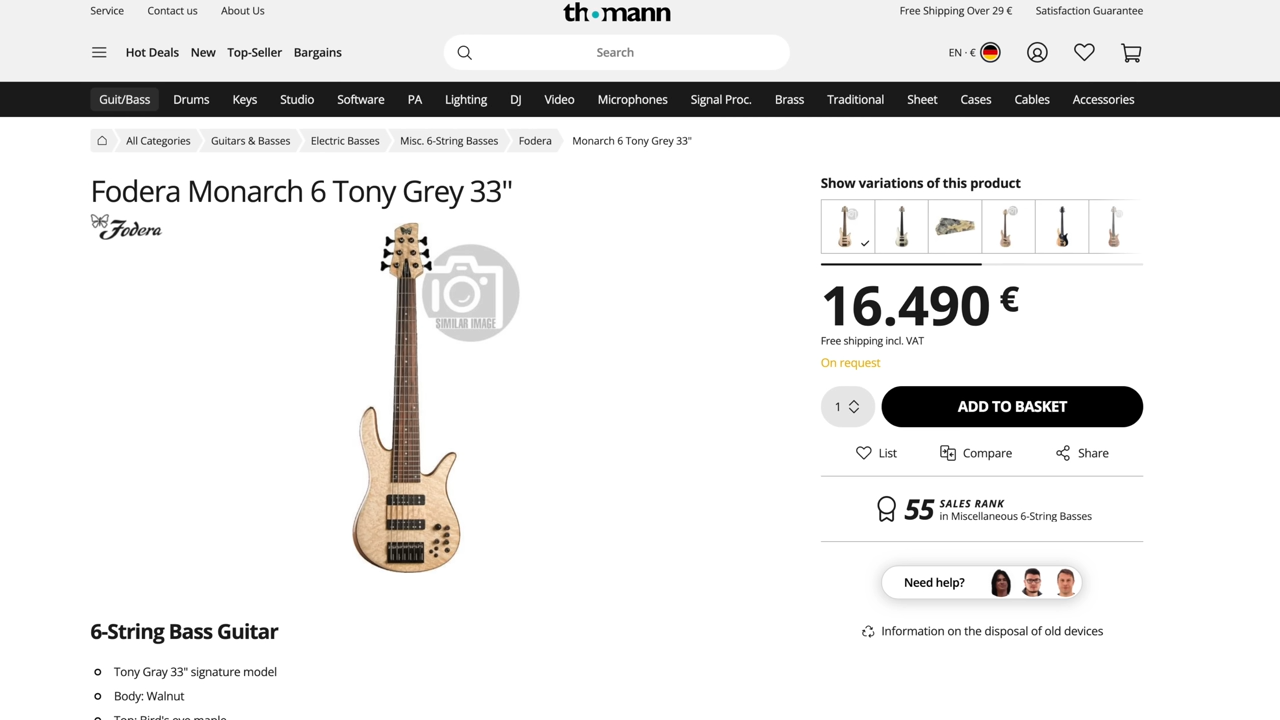 Service Contact us About Us
th•mann
Free Shipping Over 29 € Satisfaction Guarantee
Hot Deals New Top-Seller Bargains
Search
EN · €
Guit/Bass Drums Keys Studio Software PA Lighting DJ Video Microphones Signal Proc. Brass Traditional Sheet Cases Cables Accessories
All Categories Guitars & Basses Electric Basses Misc. 6-String Basses Fodera Monarch 6 Tony Grey 33"
Fodera Monarch 6 Tony Grey 33"
Fodera
SIMILAR IMAGE
Show variations of this product
16.490 €
Free shipping incl. VAT
On request
1
ADD TO BASKET
List Compare Share
55 SALES RANK
in Miscellaneous 6-String Basses
Need help?
Information on the disposal of old devices
6-String Bass Guitar
Tony Gray 33" signature model
Body: Walnut
Top: Bird's eye maple